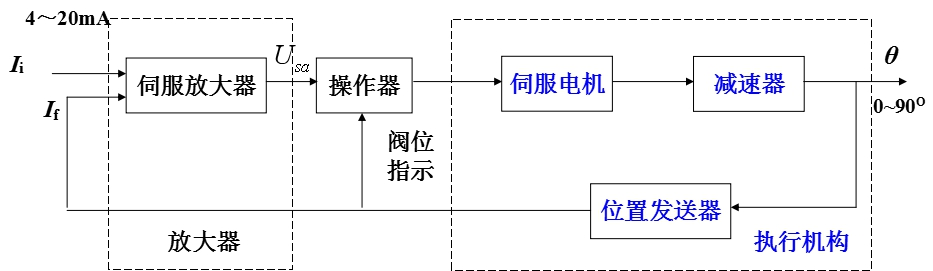 4～20mA
Ii
If
伺服放大器
Usa
操作器
伺服电机
减速器
θ
0~90O
阀位
指示
位置发送器
放大器
执行机构